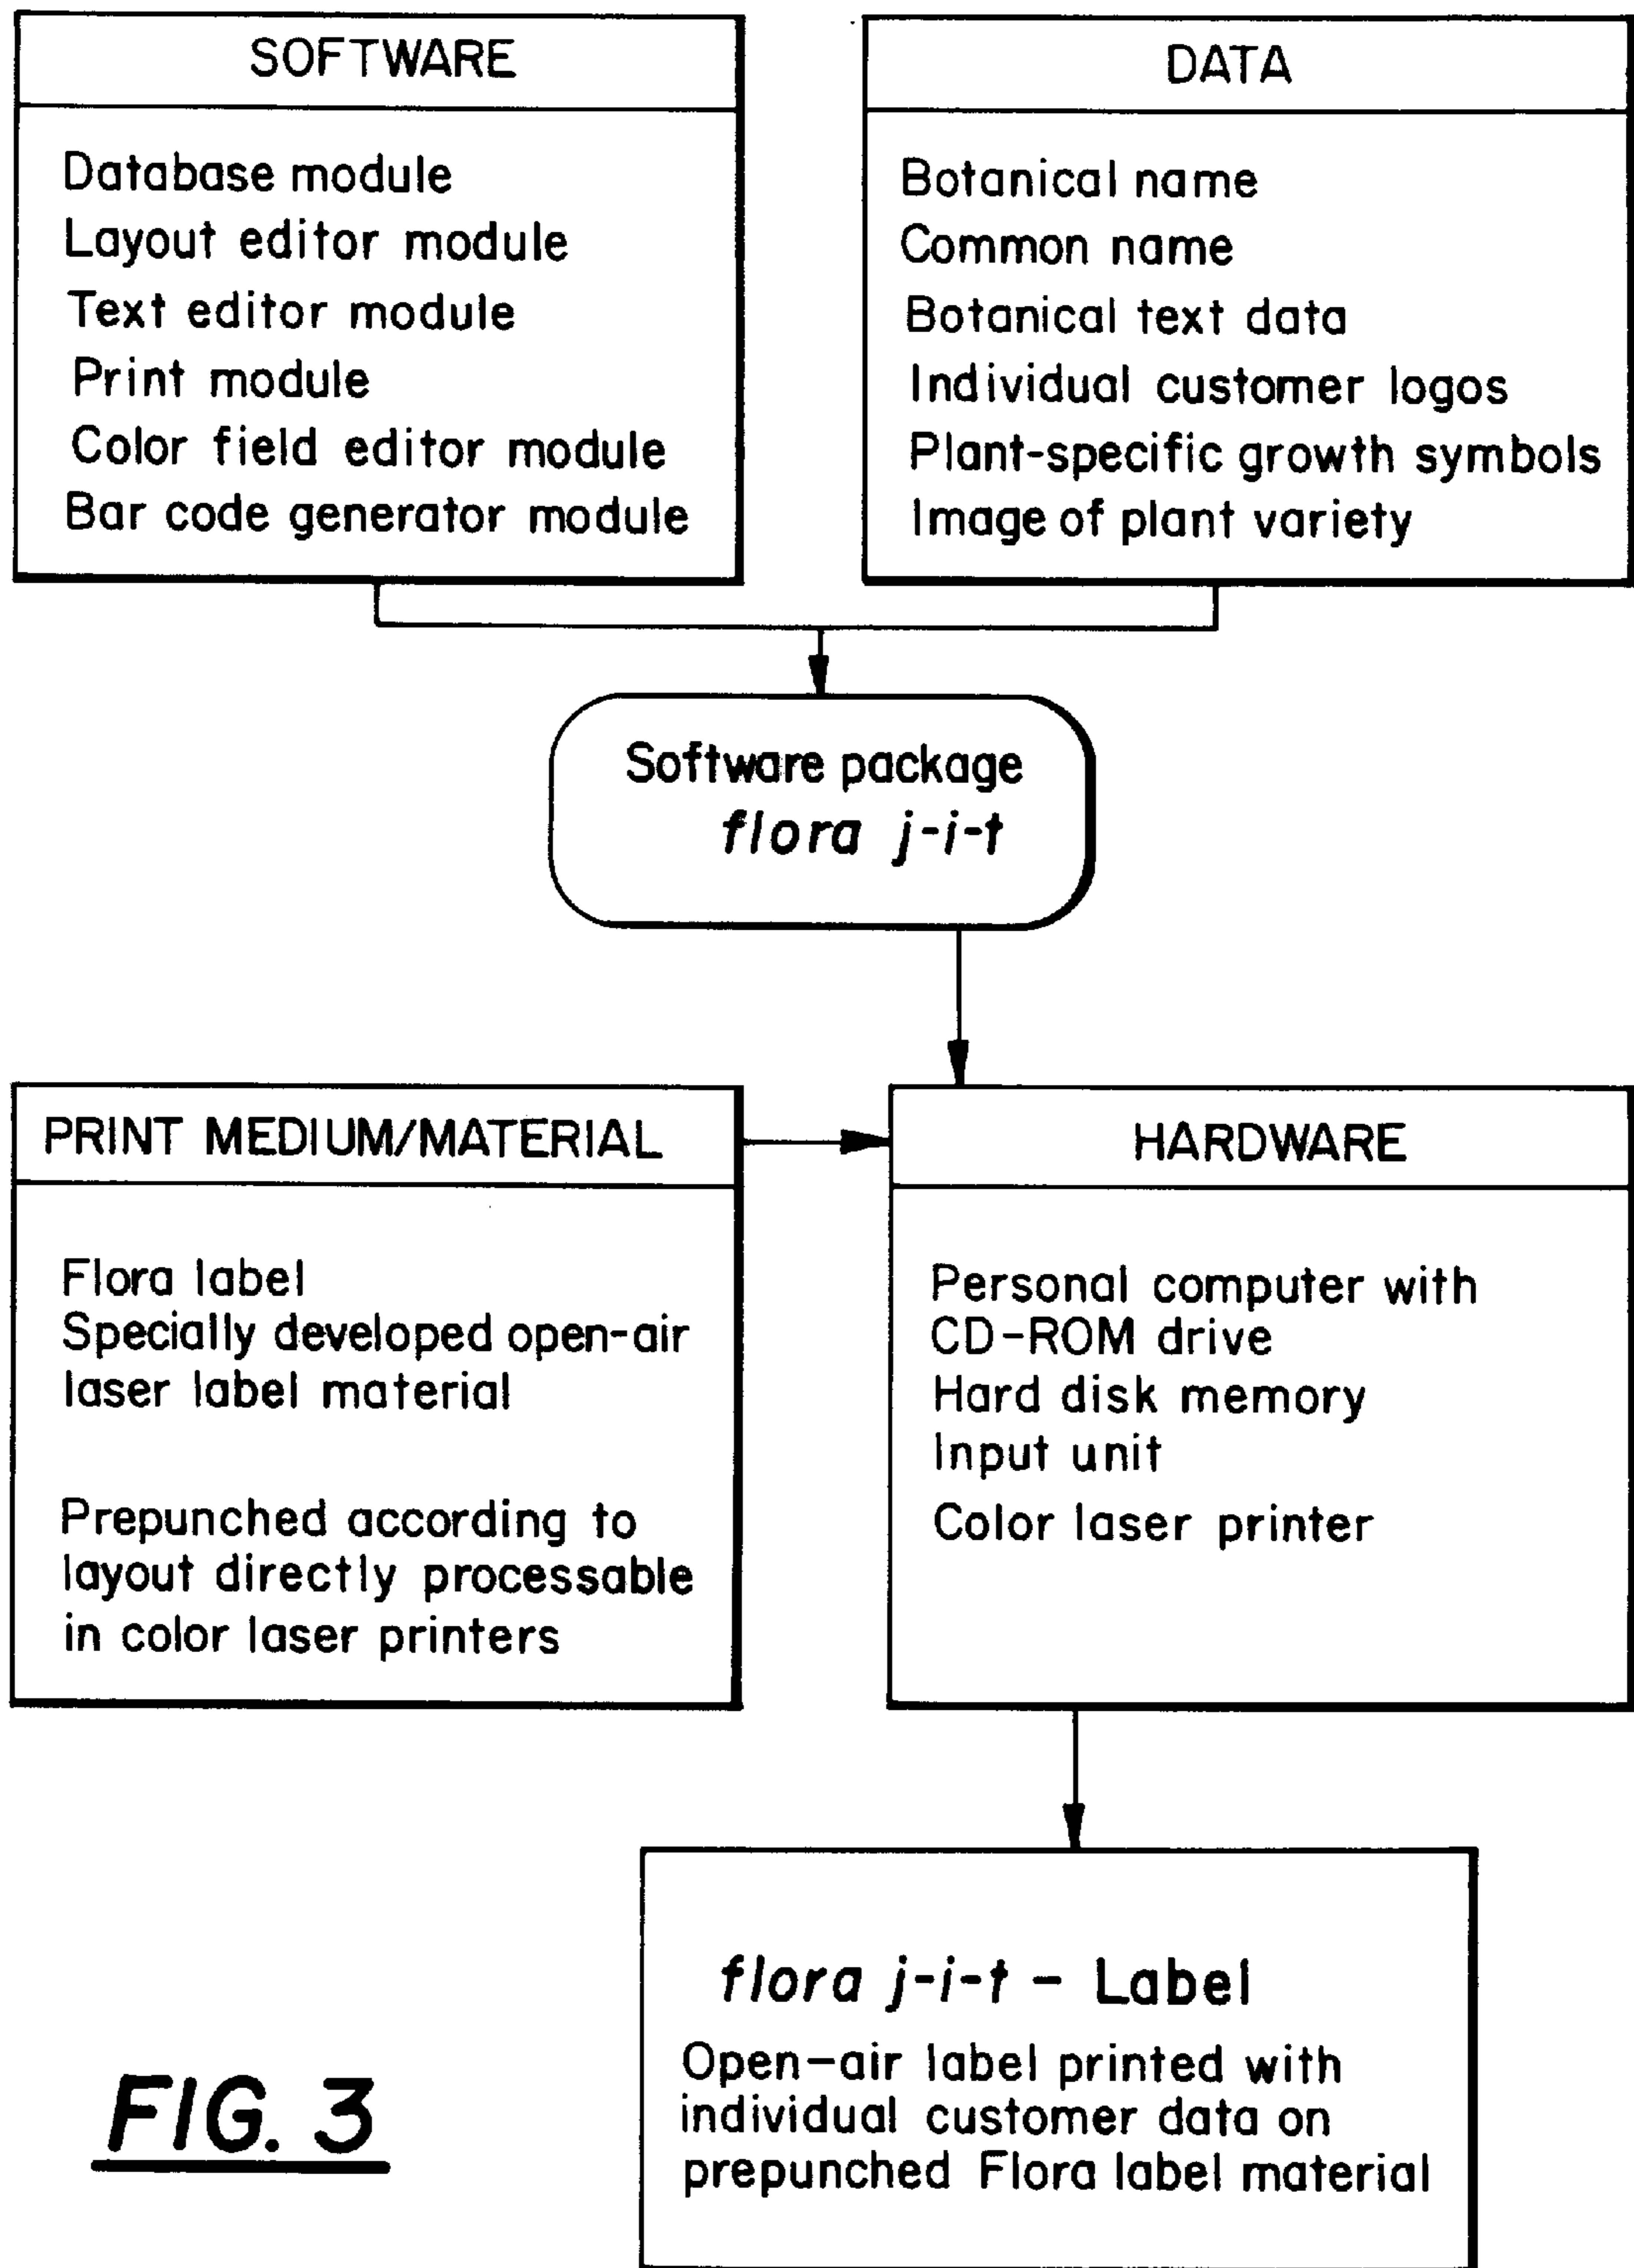 SOFTWARE
Database module
Layout editor module
Text editor module
Print module
Color field editor module
Bar code generator module
DATA
Botanical name
Common name
Botanical text data
Individual customer logos
Plant-specific growth symbols
Image of plant variety
Software package
flora j-i-t
PRINT MEDIUM/MATERIAL
Flora label
Specially developed open-air
laser label material
Prepunched according to
layout directly processable
in color laser printers
HARDWARE
Personal computer with
CD-ROM drive
Hard disk memory
Input unit
Color laser printer
flora j-i-t - Label
Open-air label printed with
individual customer data on
prepunched Flora label material
FIG. 3